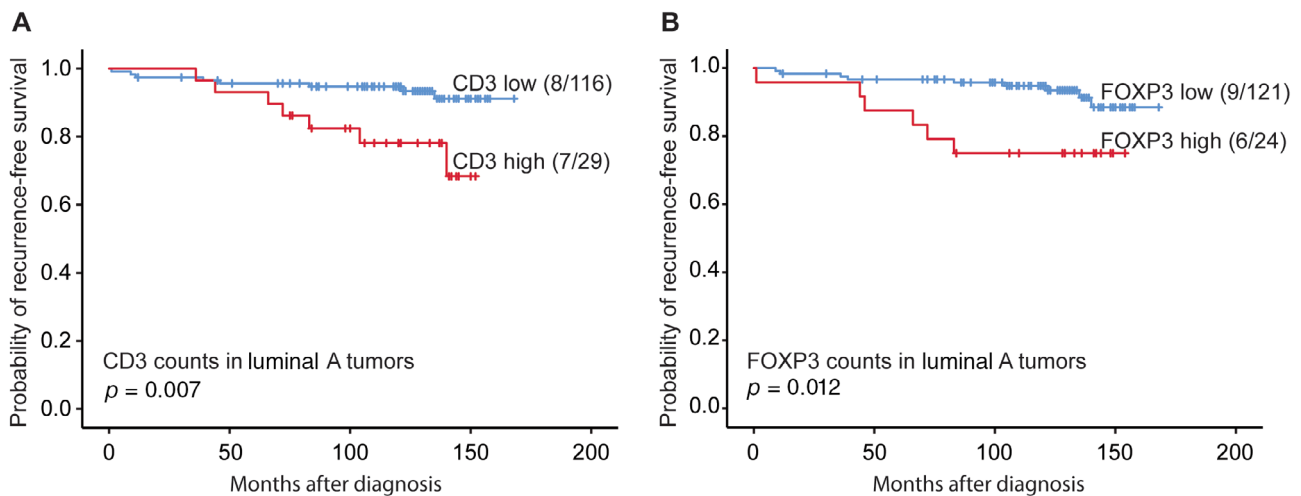 A
Probability of recurrence-free survival
1.0
0.8
0.6
0.4
0.2
0.0
CD3 low (8/116)
CD3 high (7/29)
CD3 counts in luminal A tumors
p = 0.007
0 50 100 150 200
Months after diagnosis
B
Probability of recurrence-free survival
1.0
0.8
0.6
0.4
0.2
0.0
FOXP3 low (9/121)
FOXP3 high (6/24)
FOXP3 counts in luminal A tumors
p = 0.012
0 50 100 150 200
Months after diagnosis